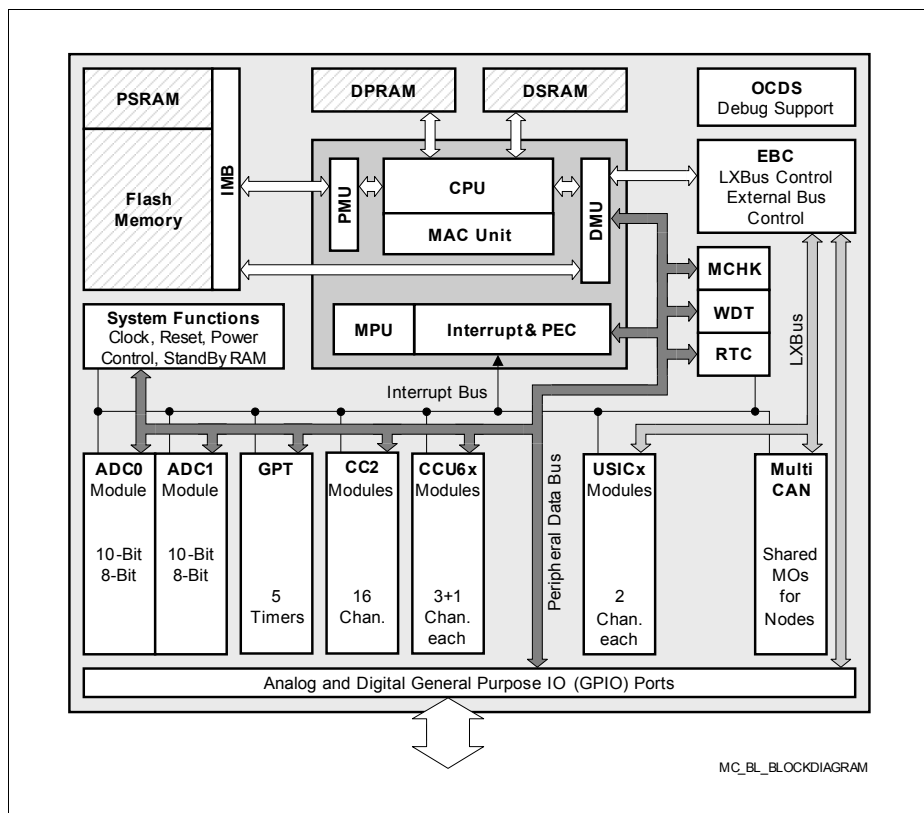 PSRAM
Flash
Memory
IMB
DPRAM
DSRAM
OCDS
Debug Support
EBC
LXBus Control
External Bus
Control
PMU
CPU
MAC Unit
DMU
MPU
Interrupt & PEC
MCHK
WDT
RTC
LXBus
System Functions
Clock, Reset, Power
Control, StandBy RAM
Interrupt Bus
ADC0
Module
10-Bit
8-Bit
ADC1
Module
10-Bit
8-Bit
GPT
5
Timers
CC2
Modules
16
Chan.
CCU6x
Modules
3+1
Chan.
each
Peripheral Data Bus
USICx
Modules
2
Chan.
each
Multi
CAN
Shared
MOs
for
Nodes
Analog and Digital General Purpose IO (GPIO) Ports
MC_BL_BLOCKDIAGRAM